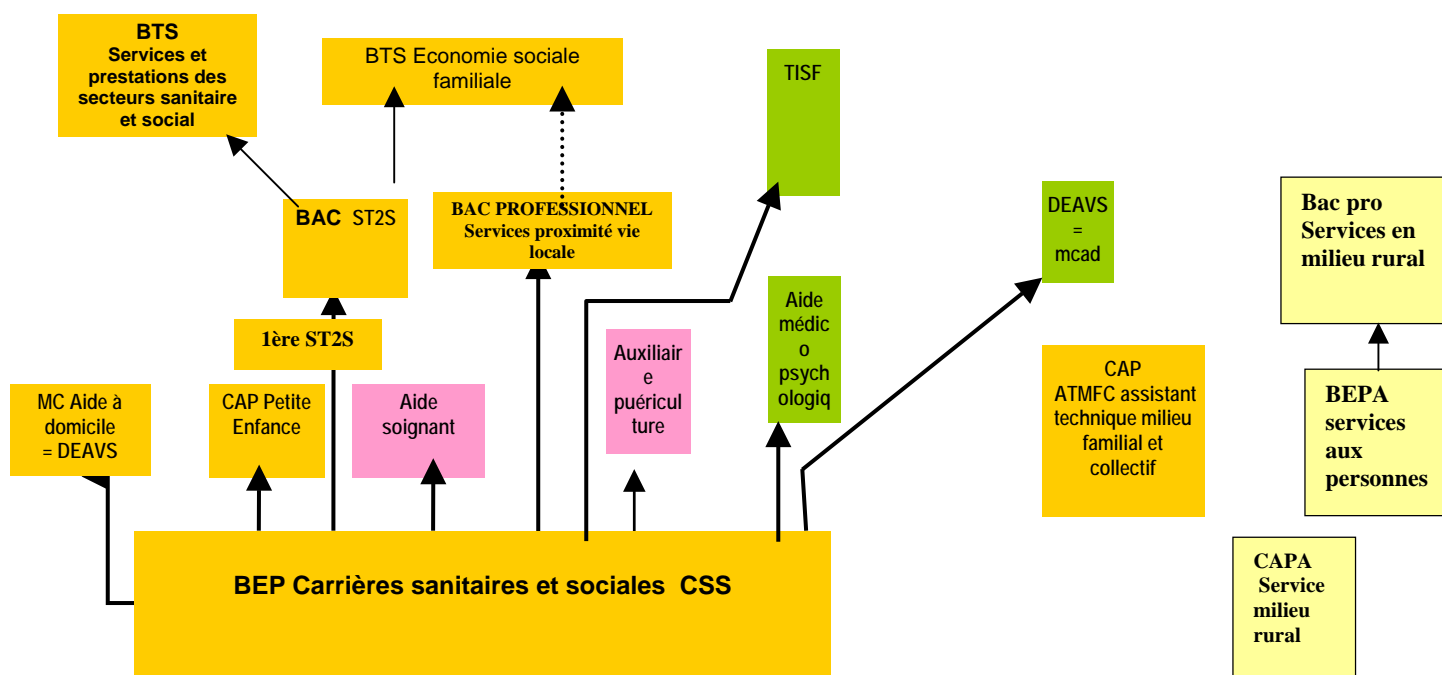 BTS
Services et
prestations des
secteurs sanitaire
et social
BTS Economie sociale
familiale
TISF
BAC ST2S
BAC PROFESSIONNEL
Services proximité vie
locale
DEAVS
=
mcad
Bac pro
Services en
milieu rural
1ère ST2S
Auxiliair
e
puéricul
ture
Aide
médic
o
psych
ologiq
MC Aide à
domicile
= DEAVS
CAP Petite
Enfance
Aide
soignant
CAP
ATMFC assistant
technique milieu
familial et
collectif
BEPA
services
aux
personnes
BEP Carrières sanitaires et sociales CSS
CAPA
Service
milieu
rural